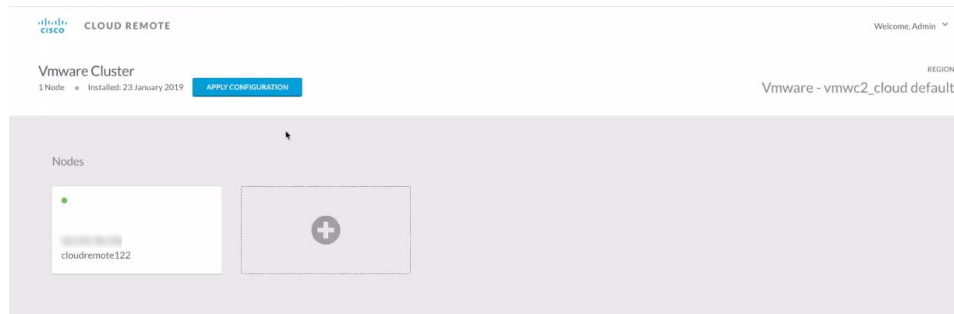 CISCO
CLOUD REMOTE
Welcome, Admin
Vmware Cluster
1 Node Installed: 23 January 2019
APPLY CONFIGURATION
REGION
Vmware - vmwc2_cloud default
Nodes
cloudremote122